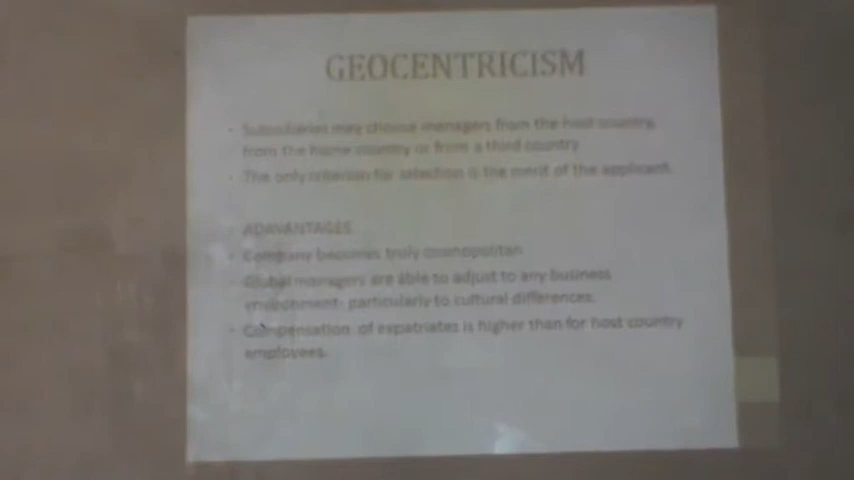 GEOCENTRICISM
• Subsidiaries may choose managers from the host country,
from the home country or from a third country
• The only criterion for selection is the merit of the applicant.
• ADAVANTAGES
• Company becomes truly cosmopolitan
• Global managers are able to adjust to any business
environment- particularly to cultural differences.
• Compensation of expatriates is higher than for host country
employees.